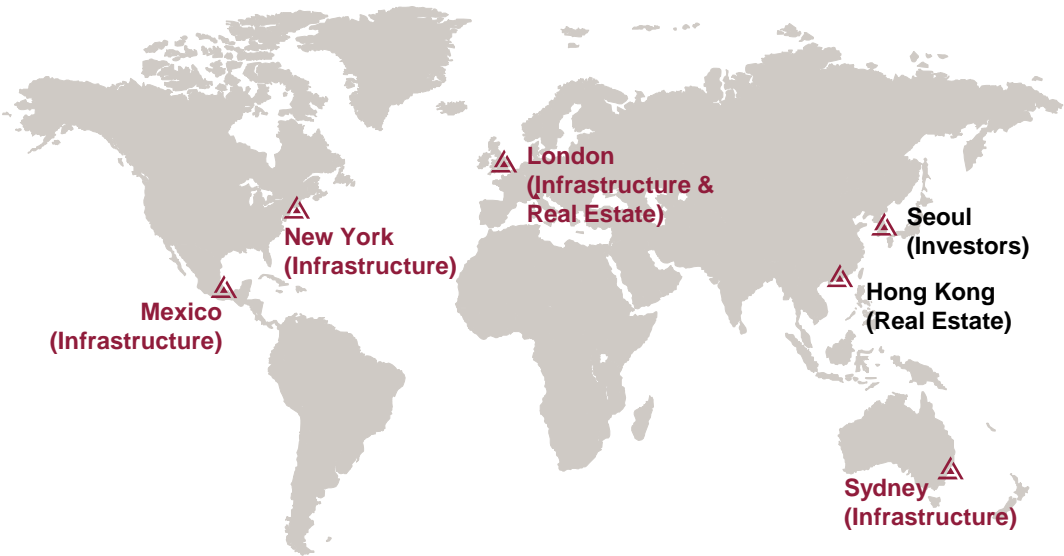 London
(Infrastructure &
Real Estate)
Seoul
(Investors)
New York
(Infrastructure)
Hong Kong
(Real Estate)
Mexico
(Infrastructure)
Sydney
(Infrastructure)